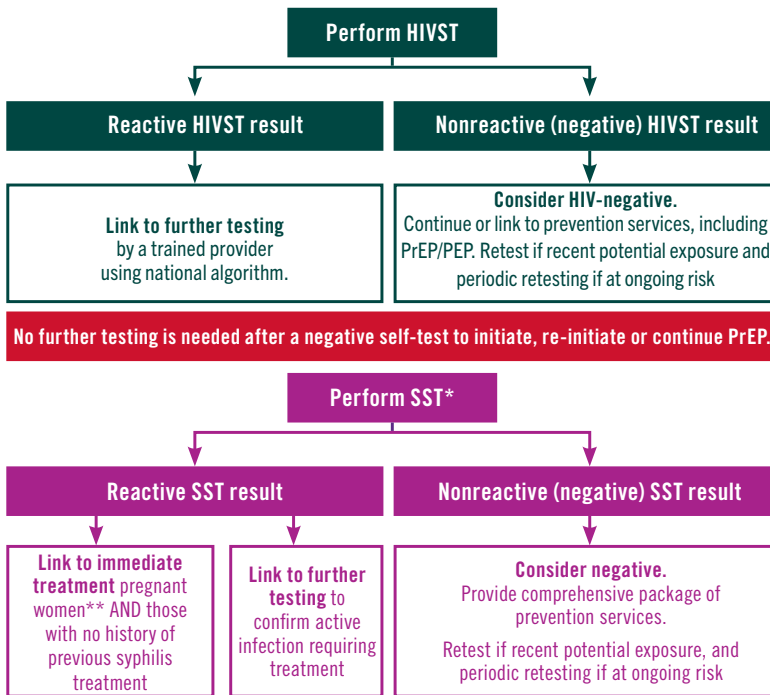 Perform HIVST
Reactive HIVST result
Nonreactive (negative) HIVST result
Link to further testing
by a trained provider
using national algorithm.
Consider HIV-negative.
Continue or link to prevention services, including
PrEP/PEP. Retest if recent potential exposure and
periodic retesting if at ongoing risk
No further testing is needed after a negative self-test to initiate, re-initiate or continue PrEP.
Perform SST*
Reactive SST result
Nonreactive (negative) SST result
Link to immediate
treatment pregnant
women** AND those
with no history of
previous syphilis
treatment
Link to further
testing to
confirm active
infection requiring
treatment
Consider negative.
Provide comprehensive package of
prevention services.
Retest if recent potential exposure, and
periodic retesting if at ongoing risk